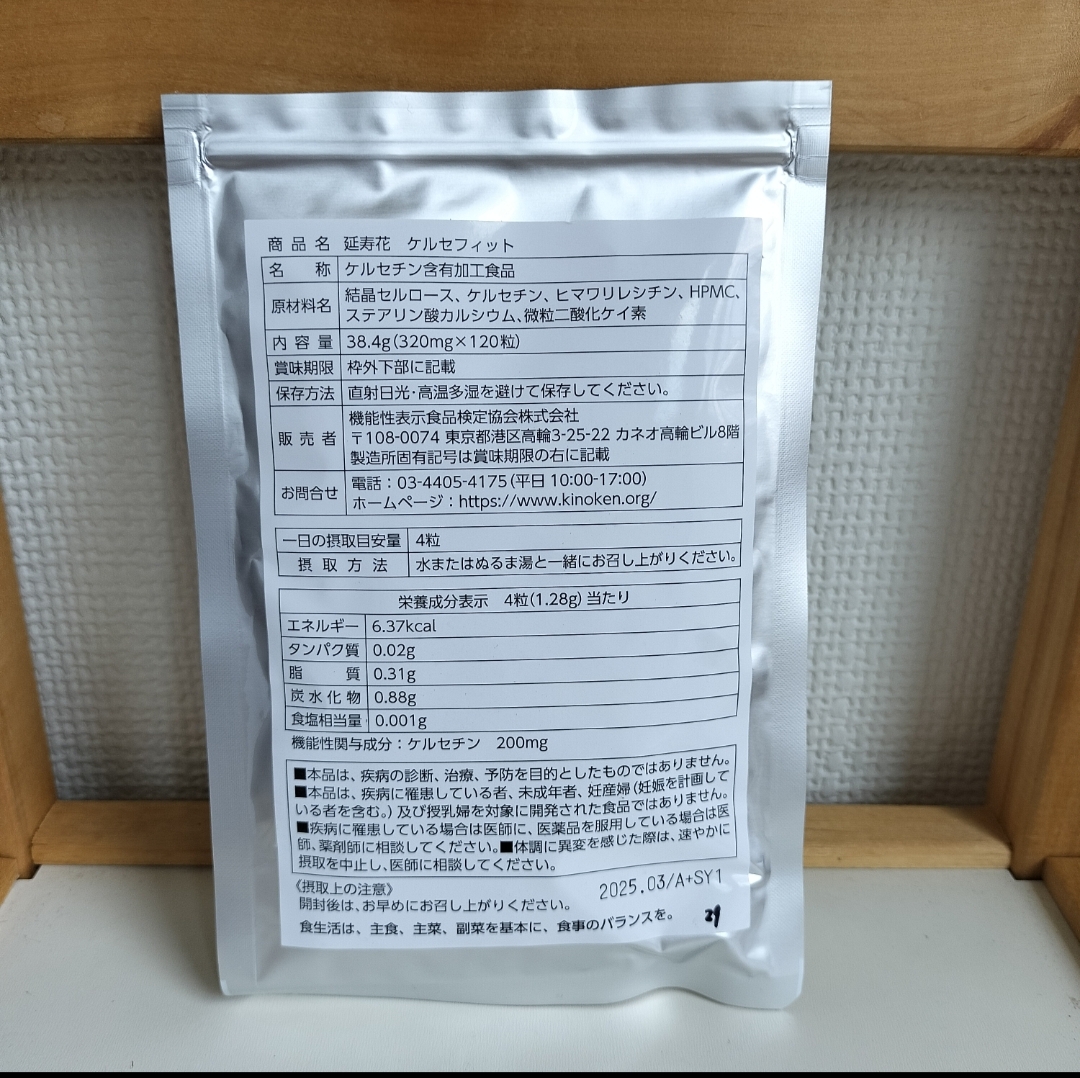 商品名 延寿花 ケルセフィット
名称 ケルセチン含有加工食品
原材料名 結晶セルロース、ケルセチン、ヒマワリレシチン、HPMC、
ステアリン酸カルシウム、微粒二酸化ケイ素
内容量 38.4g(320mg×120粒)
賞味期限 枠外下部に記載
保存方法 直射日光・高温多湿を避けて保存してください。
販売者 機能性表示食品検定協会株式会社
〒108-0074 東京都港区高輪3-25-22 カネオ高輪ビル8階
製造所固有記号は賞味期限の右に記載
お問合せ 電話：03-4405-4175(平日 10:00-17:00)
ホームページ：https://www.kinoken.org/
一日の摂取目安量 4粒
摂取方法 水またはぬるま湯と一緒にお召し上がりください。
栄養成分表示 4粒(1.28g)当たり
エネルギー 6.37kcal
タンパク質 0.02g
脂質 0.31g
炭水化物 0.88g
食塩相当量 0.001g
機能性関与成分：ケルセチン 200mg
■本品は、疾病の診断、治療、予防を目的としたものではありません。
■本品は、疾病に罹患している者、未成年者、妊産婦(妊娠を計画して
いる者を含む。)及び授乳婦を対象に開発された食品ではありません。
■疾病に罹患している場合は医師に、医薬品を服用している場合は医
師、薬剤師に相談してください。■体調に異変を感じた際は、速やかに
摂取を中止し、医師に相談してください。
《摂取上の注意》
開封後は、お早めにお召し上がりください。
2025.03/A+SY1
食生活は、主食、主菜、副菜を基本に、食事のバランスを。